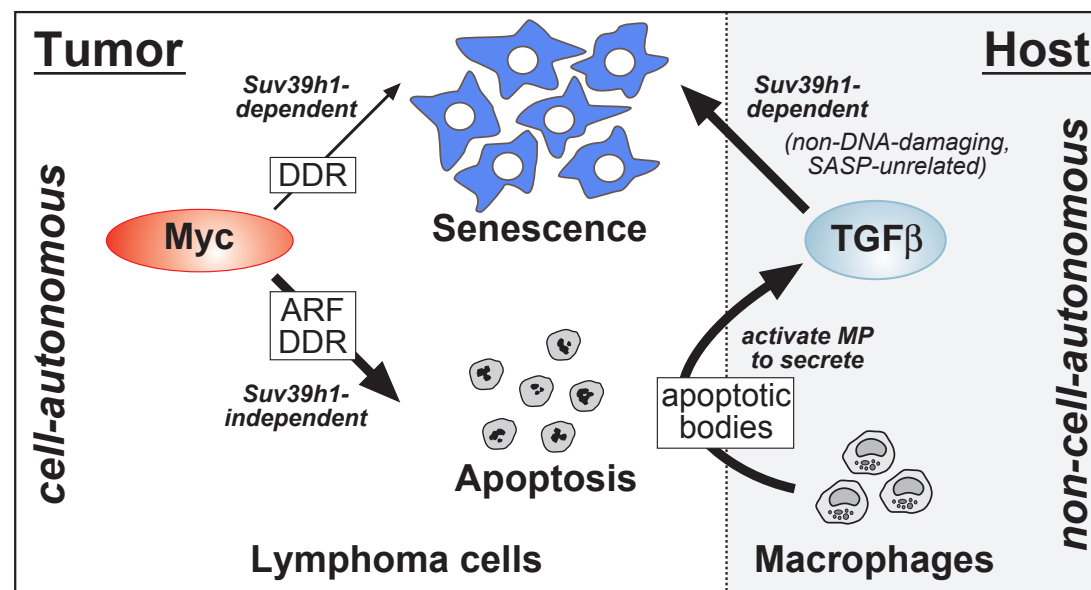 Tumor
Host
cell-autonomous
non-cell-autonomous
Suv39h1-
dependent
DDR
Myc
ARF
DDR
Suv39h1-
independent
Senescence
Apoptosis
Lymphoma cells
Suv39h1-
dependent
(non-DNA-damaging,
SASP-unrelated)
TGFβ
activate MP
to secrete
apoptotic
bodies
Macrophages